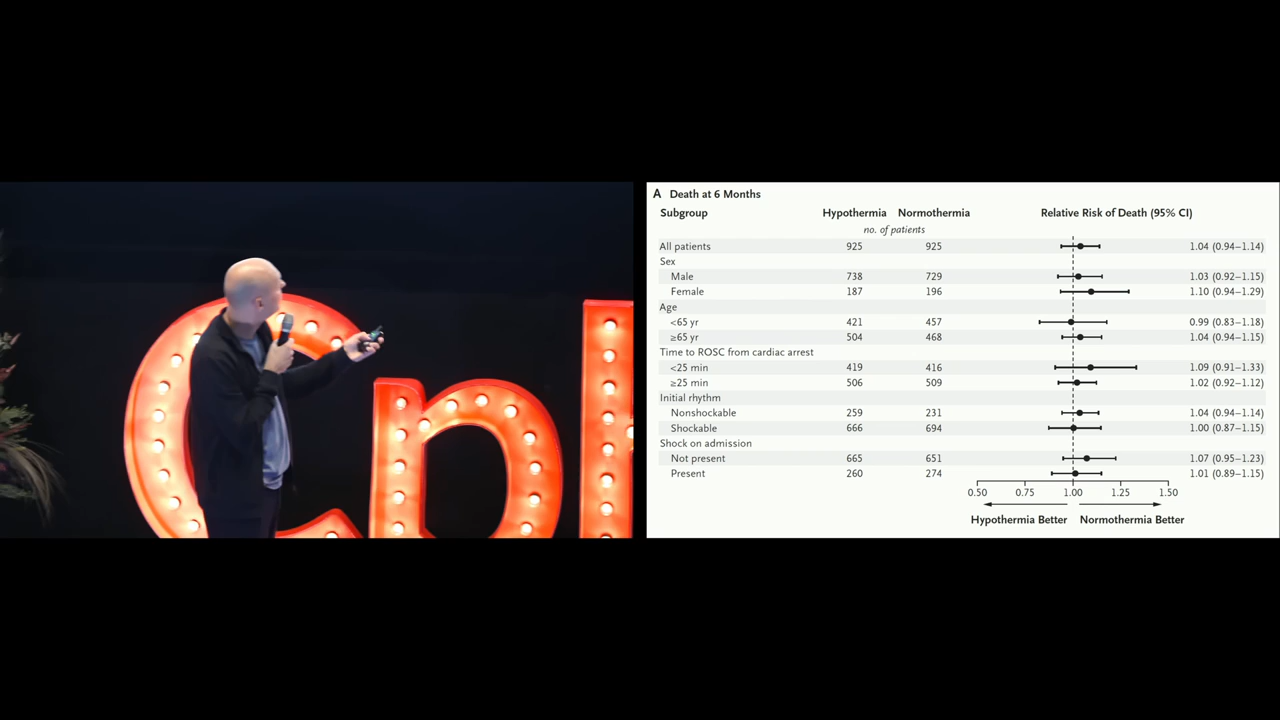 A Death at 6 Months
Subgroup Hypothermia Normothermia Relative Risk of Death (95% CI)
no. of patients
All patients 925 925 1.04 (0.94–1.14)
Sex
Male 738 729 1.03 (0.92–1.15)
Female 187 196 1.10 (0.94–1.29)
Age
<65 yr 421 457 0.99 (0.83–1.18)
≥65 yr 504 468 1.04 (0.94–1.15)
Time to ROSC from cardiac arrest
<25 min 419 416 1.09 (0.91–1.33)
≥25 min 506 509 1.02 (0.92–1.12)
Initial rhythm
Nonshockable 259 231 1.04 (0.94–1.14)
Shockable 666 694 1.00 (0.87–1.15)
Shock on admission
Not present 665 651 1.07 (0.95–1.23)
Present 260 274 1.01 (0.89–1.15)
0.50 0.75 1.00 1.25 1.50
Hypothermia Better Normothermia Better